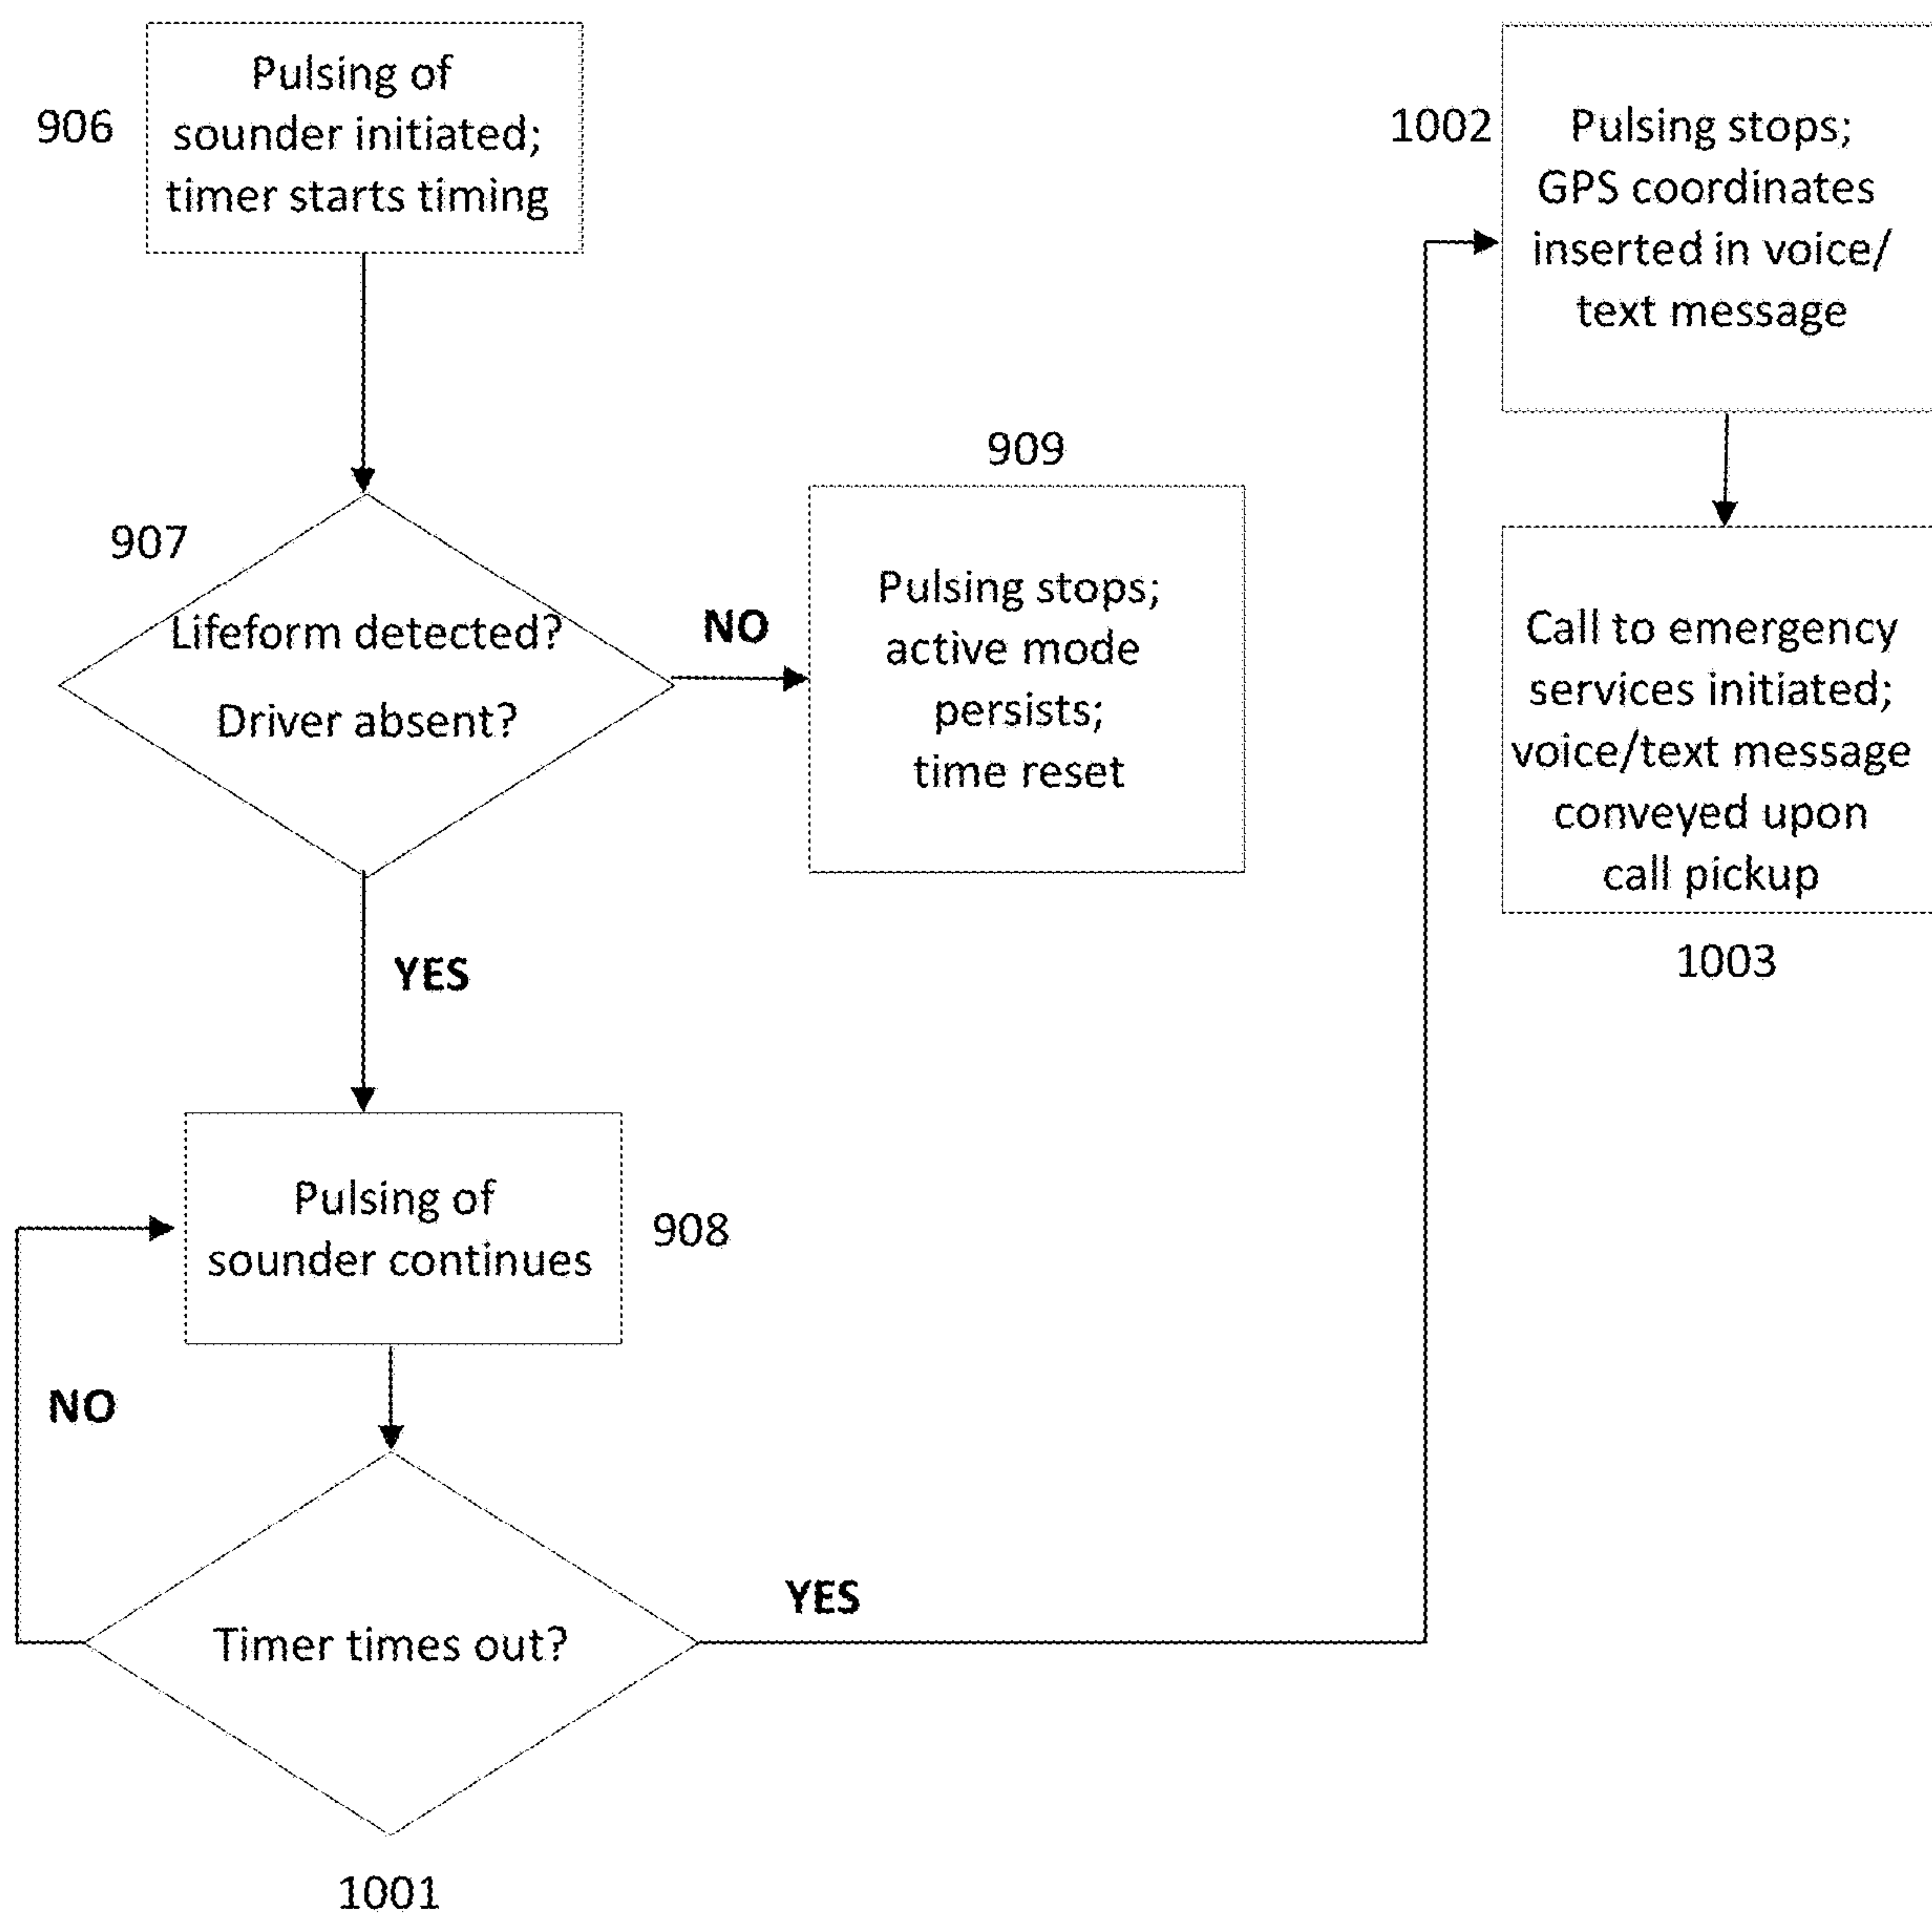 906
Pulsing of
sounder initiated;
timer starts timing
907
Lifeform detected?
Driver absent?
NO
909
Pulsing stops;
active mode
persists;
time reset
YES
Pulsing of
sounder continues
908
NO
Timer times out?
1001
YES
1002
Pulsing stops;
GPS coordinates
inserted in voice/
text message
Call to emergency
services initiated;
voice/text message
conveyed upon
call pickup
1003